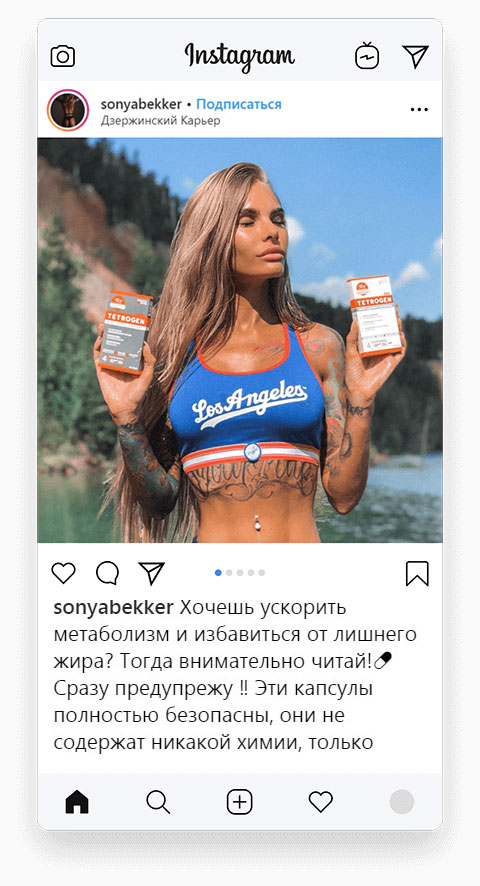 Instagram
sonyabekker • Подписаться
Дзержинский Карьер
TETROGEN
TETROGEN
Los Angeles
sonyabekker Хочешь ускорить
метаболизм и избавиться от лишнего
жира? Тогда внимательно читай!💊
Сразу предупрежу ‼ Эти капсулы
полностью безопасны, они не
содержат никакой химии, только